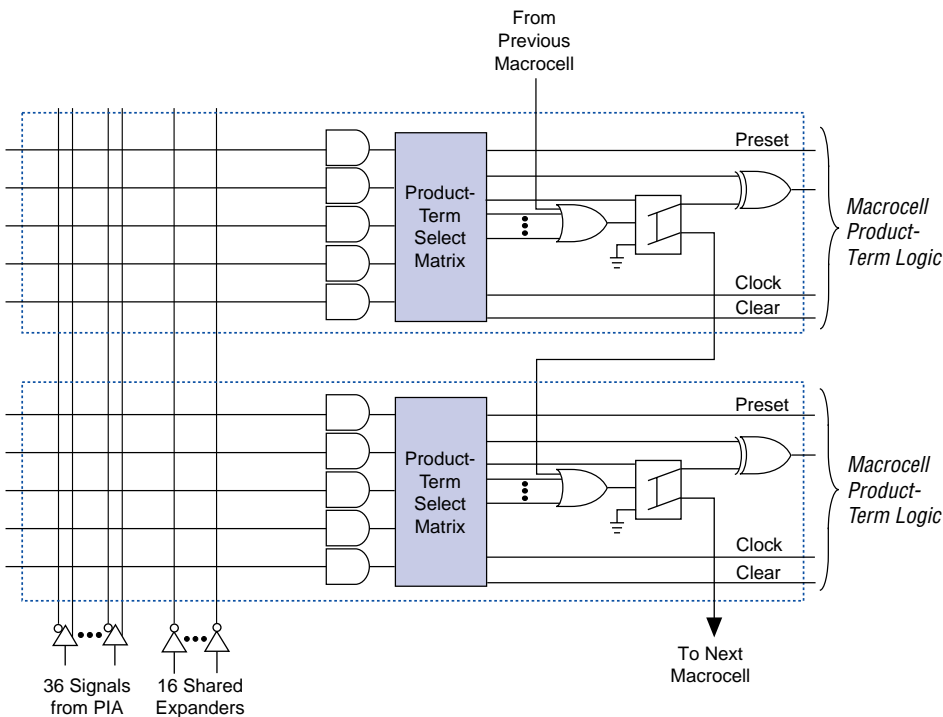 From
Previous
Macrocell
Preset
Product-
Term
Select
Matrix
Macrocell
Product-
Term Logic
Clock
Clear
Preset
Product-
Term
Select
Matrix
Macrocell
Product-
Term Logic
Clock
Clear
36 Signals
from PIA
16 Shared
Expanders
To Next
Macrocell